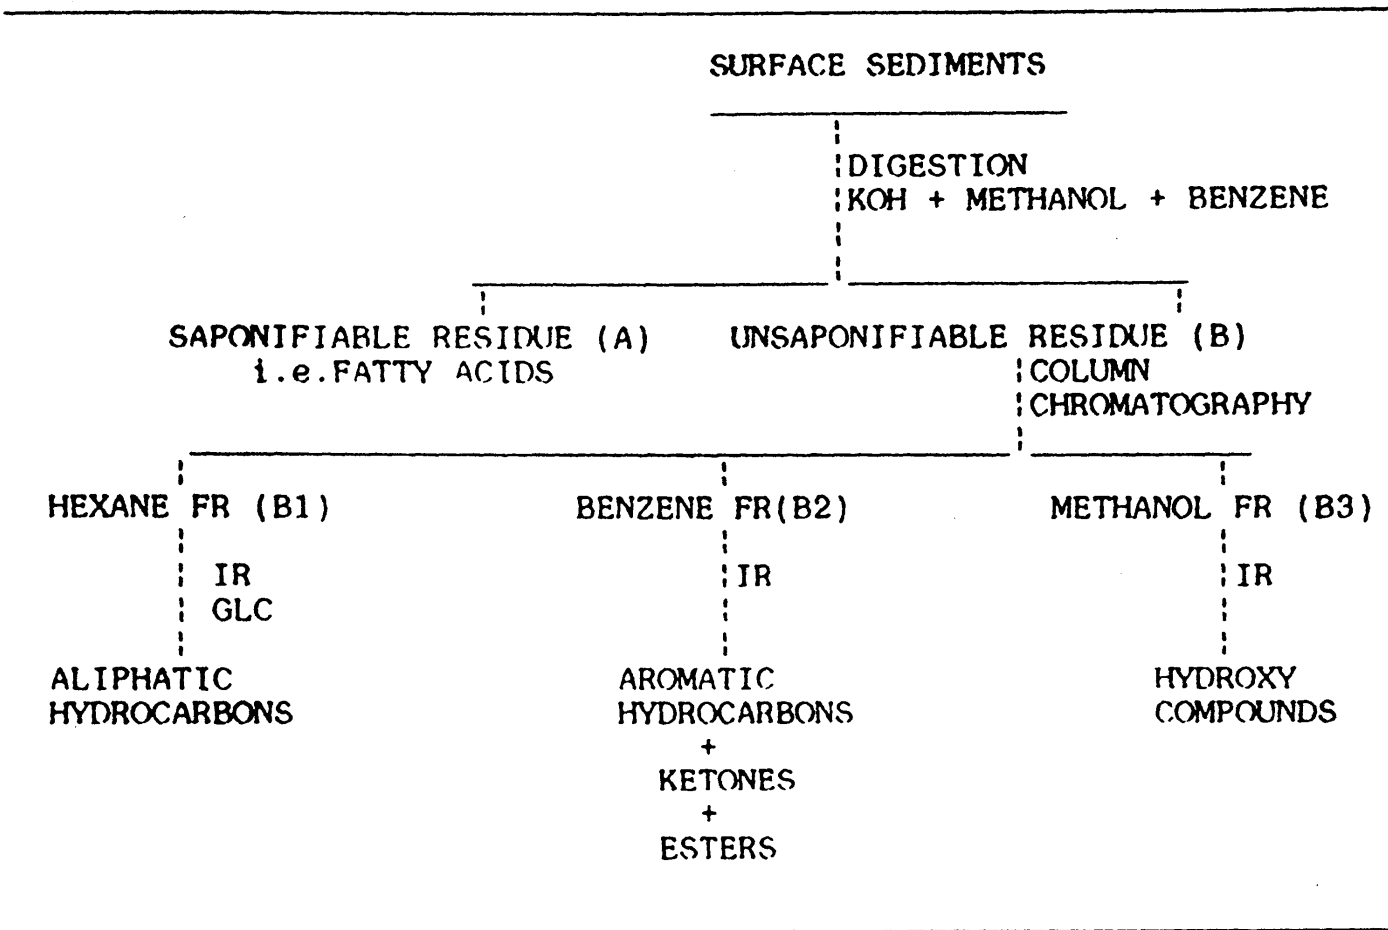 SURFACE SEDIMENTS
DIGESTION
KOH + METHANOL + BENZENE
SAPONIFIABLE RESIDUE (A) UNSAPONIFIABLE RESIDUE (B)
i.e.FATTY ACIDS
COLUMN
CHROMATOGRAPHY
HEXANE FR (B1) BENZENE FR(B2) METHANOL FR (B3)
IR IR IR
GLC
ALIPHATIC AROMATIC HYDROXY
HYDROCARBONS HYDROCARBONS COMPOUNDS
+
KETONES
+
ESTERS